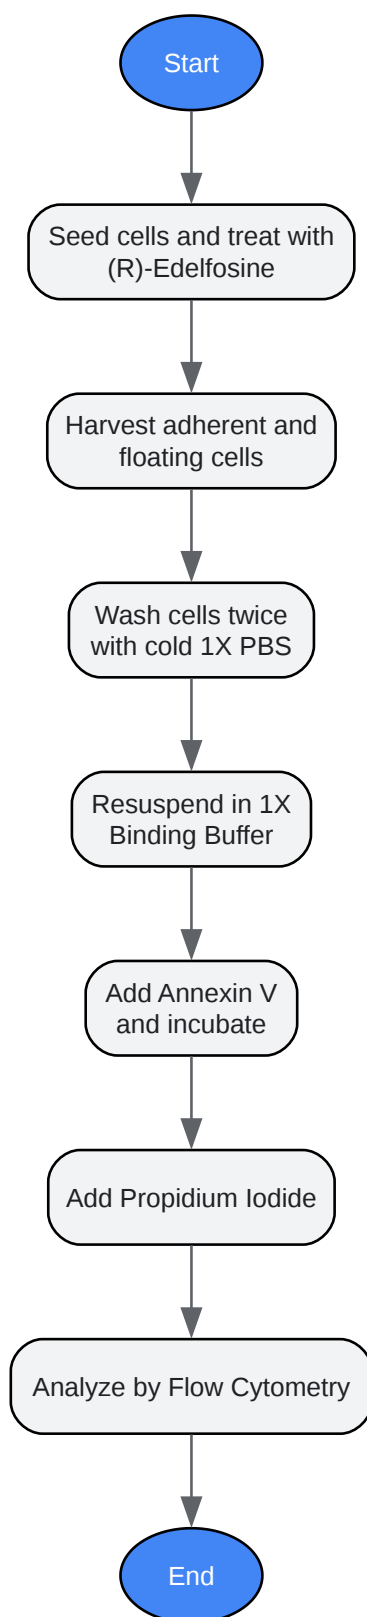 Start
Seed cells and treat with
(R)-Edelfosine
Harvest adherent and
floating cells
Wash cells twice
with cold 1X PBS
Resuspend in 1X
Binding Buffer
Add Annexin V
and incubate
Add Propidium Iodide
Analyze by Flow Cytometry
End